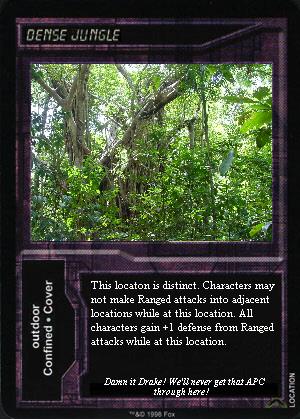 DENSE JUNGLE
outdoor
Confined • Cover
This locaton is distinct. Characters may
not make Ranged attacks into adjacent
locations while at this location. All
characters gain +1 defense from Ranged
attacks while at this location.
Damn it Drake! We'll never get that APC
through here!
LOCATION
™&© 1998 Fox